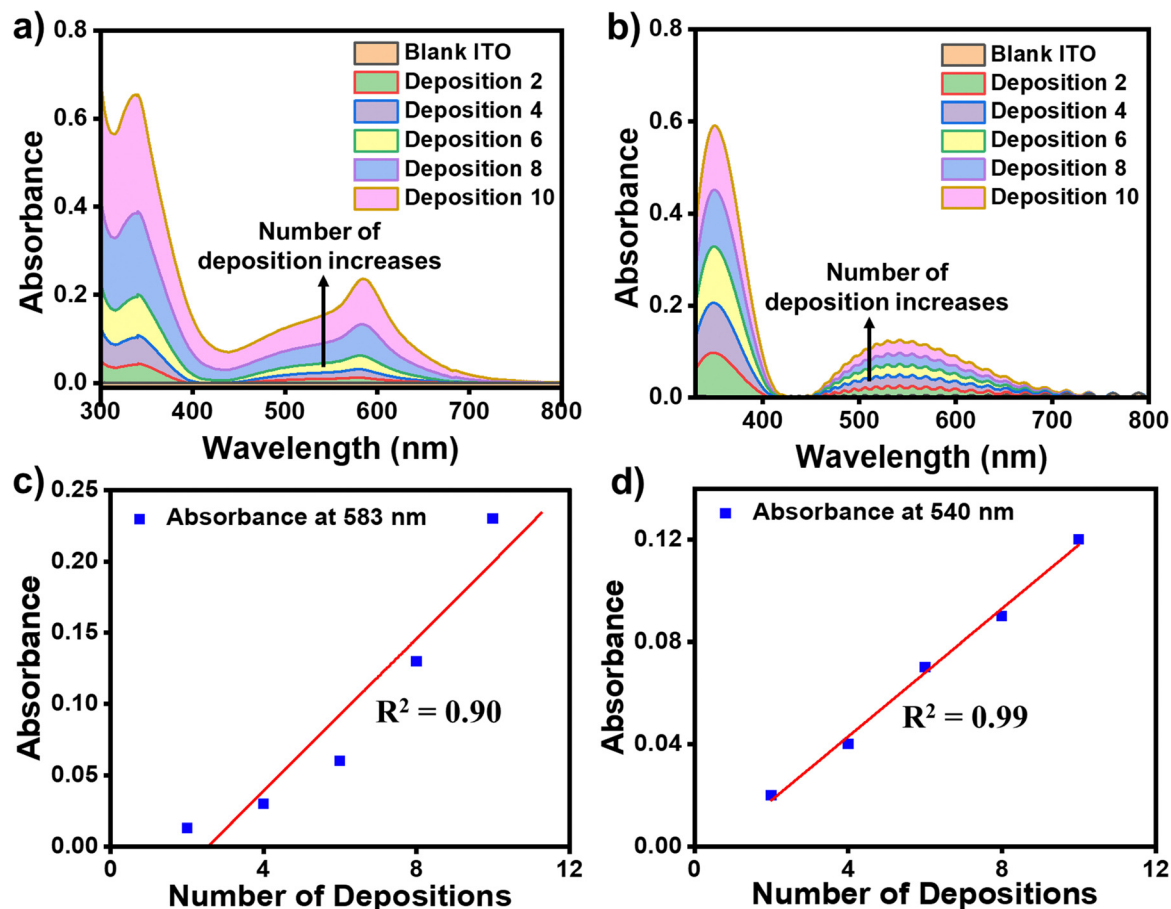 a)
0.8
0.6
0.4
0.2
0.0
Absorbance
Blank ITO
Deposition 2
Deposition 4
Deposition 6
Deposition 8
Deposition 10
Number of
deposition increases
300 400 500 600 700 800
Wavelength (nm)
b)
0.8
0.6
0.4
0.2
0.0
Absorbance
Blank ITO
Deposition 2
Deposition 4
Deposition 6
Deposition 8
Deposition 10
Number of
deposition increases
400 500 600 700 800
Wavelength (nm)
c)
0.25
0.20
0.15
0.10
0.05
0.00
Absorbance
Absorbance at 583 nm
R² = 0.90
0 4 8 12
Number of Depositions
d)
0.12
0.08
0.04
0.00
Absorbance
Absorbance at 540 nm
R² = 0.99
0 4 8 12
Number of Depositions